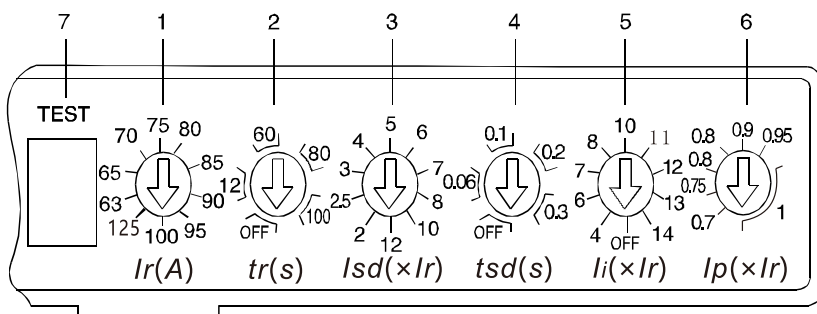 7 1 2 3 4 5 6
TEST
63 65 70 75 80 85 90 95 100 125
12 60 80 100 OFF
2 2.5 3 4 5 6 7 8 10 12
0.06 0.1 0.2 0.3 OFF
4 6 7 8 10 11 12 13 14 OFF
0.7 0.75 0.8 0.8 0.9 0.95 1
Ir(A) tr(s) Isd(×Ir) tsd(s) Ii(×Ir) Ip(×Ir)